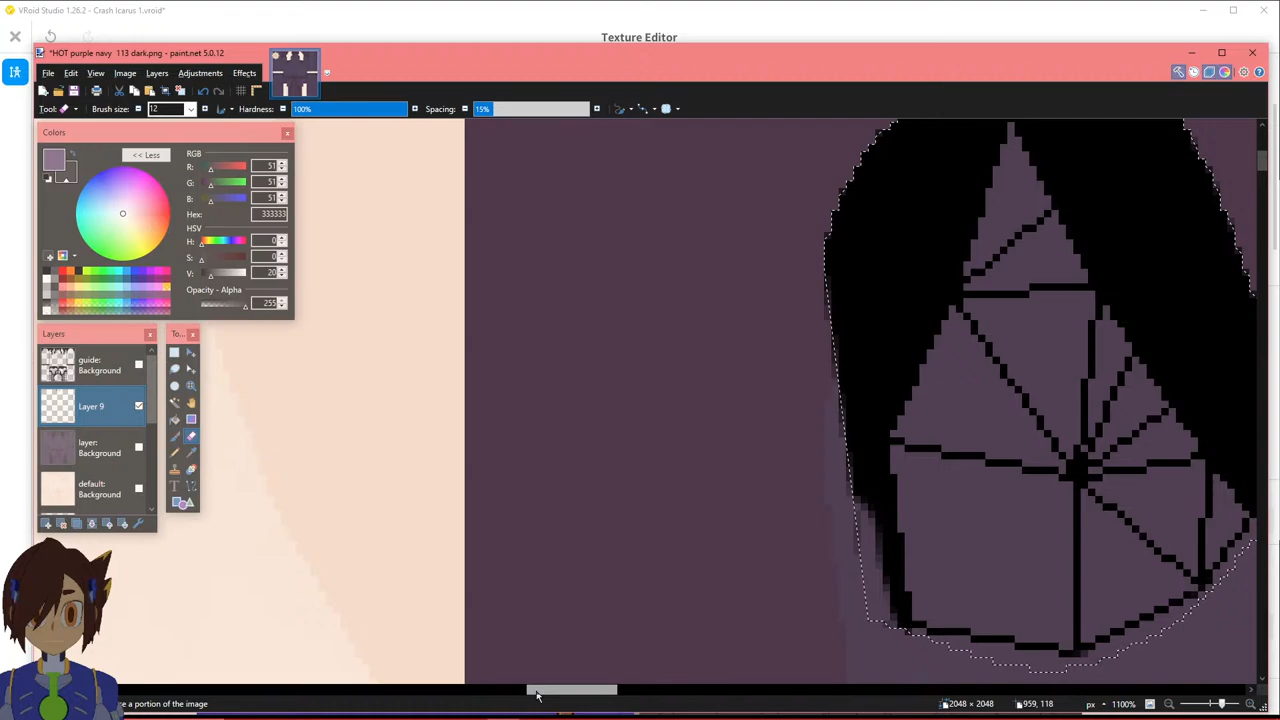 VRoid Studio 1.26.2 - Crash Icarus 1.vroid*
Texture Editor
*HOT purple navy 113 dark.png - paint.net 5.0.12
File Edit View Image Layers Adjustments Effects
Tool: Brush size: 12 Hardness: 100% Spacing: 15%
Colors
<< Less
RGB
R: 51
G: 51
B: 51
Hex: 333333
HSV
H: 0
S: 0
V: 20
Opacity - Alpha
255
Layers
To...
guide:
Background
Layer 9
layer:
Background
default:
Background
e a portion of the image
2048 × 2048 959, 118 px 1100%